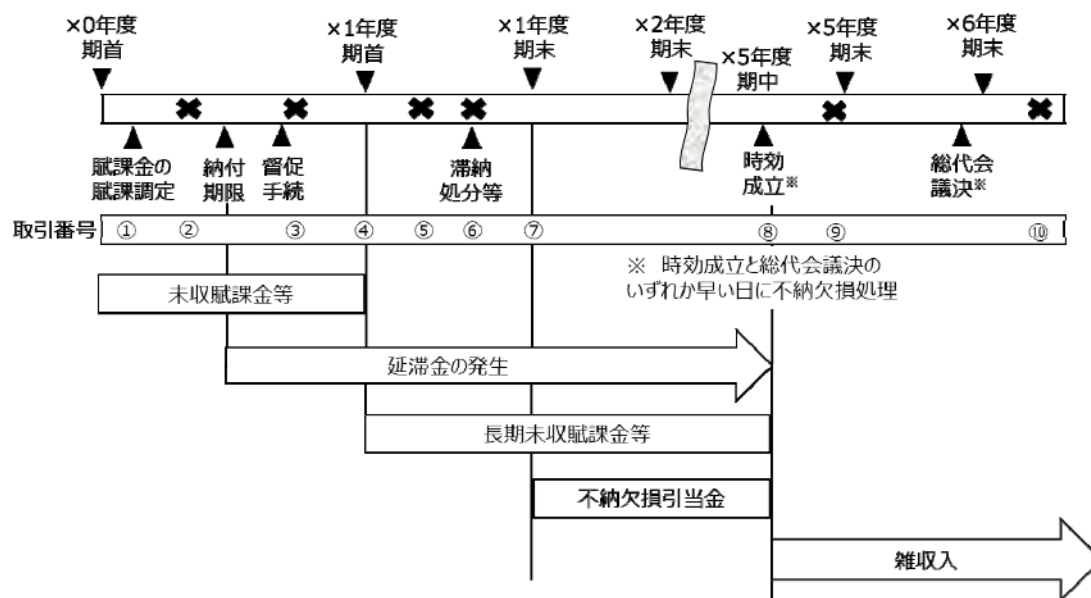 ×0年度
期首
×1年度
期首
×1年度
期末
×2年度
期末
×5年度
期中
×5年度
期末
×6年度
期末
賦課金の
賦課調定
納付
期限
督促
手続
滞納
処分等
時効
成立※
総代会
議決※
取引番号 ① ② ③ ④ ⑤ ⑥ ⑦ ⑧ ⑨ ⑩
※ 時効成立と総代会議決の
いずれか早い日に不納欠損処理
未収賦課金等
延滞金の発生
長期未収賦課金等
不納欠損引当金
雑収入